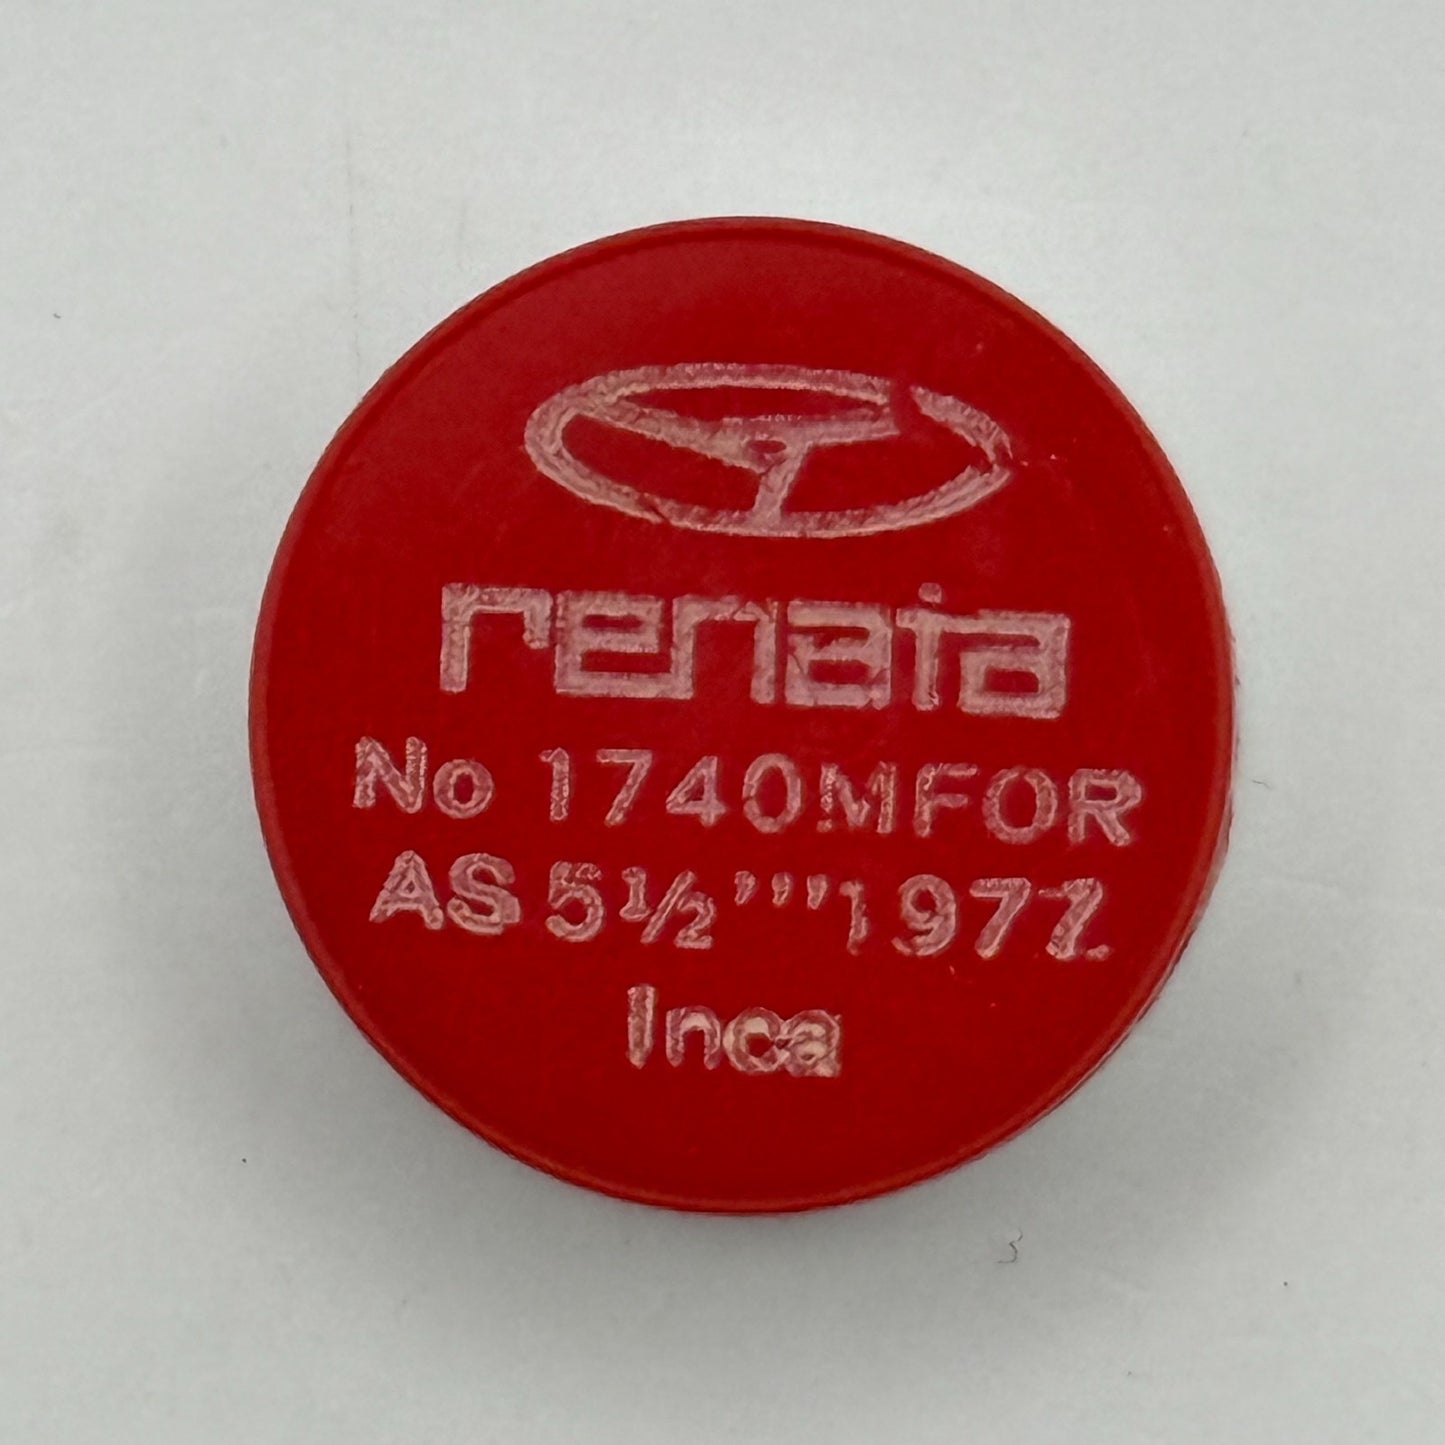 renata
No 1740MFOR
AS 5½ ''' 1977
Inca